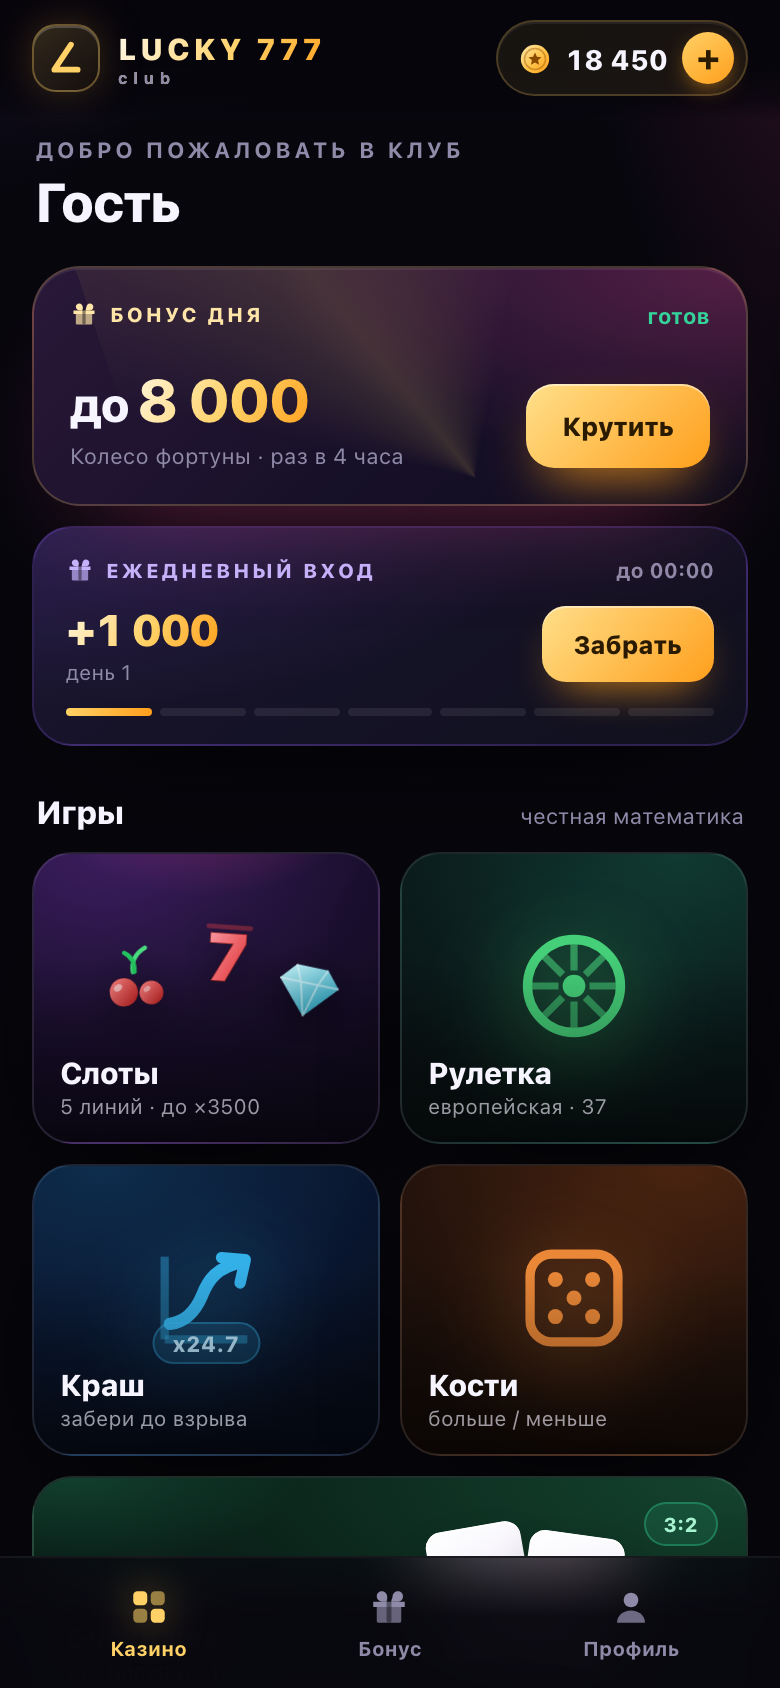 LUCKY 777
club
18 450
+
ДОБРО ПОЖАЛОВАТЬ В КЛУБ
Гость
БОНУС ДНЯ
готов
до 8 000
Крутить
Колесо фортуны · раз в 4 часа
ЕЖЕДНЕВНЫЙ ВХОД
до 00:00
+1 000
Забрать
день 1
Игры
честная математика
7
Слоты
5 линий · до ×3500
Рулетка
европейская · 37
x24.7
Краш
забери до взрыва
Кости
больше / меньше
3:2
Казино
Бонус
Профиль